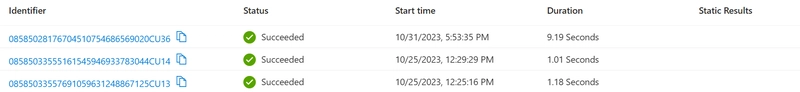 Identifier Status Start time Duration Static Results
08585028176704510754686569020CU36 Succeeded 10/31/2023, 5:53:35 PM 9.19 Seconds
08585033555161545946933783044CU14 Succeeded 10/25/2023, 12:29:29 PM 1.01 Seconds
08585033557691059631248867125CU13 Succeeded 10/25/2023, 12:25:16 PM 1.18 Seconds